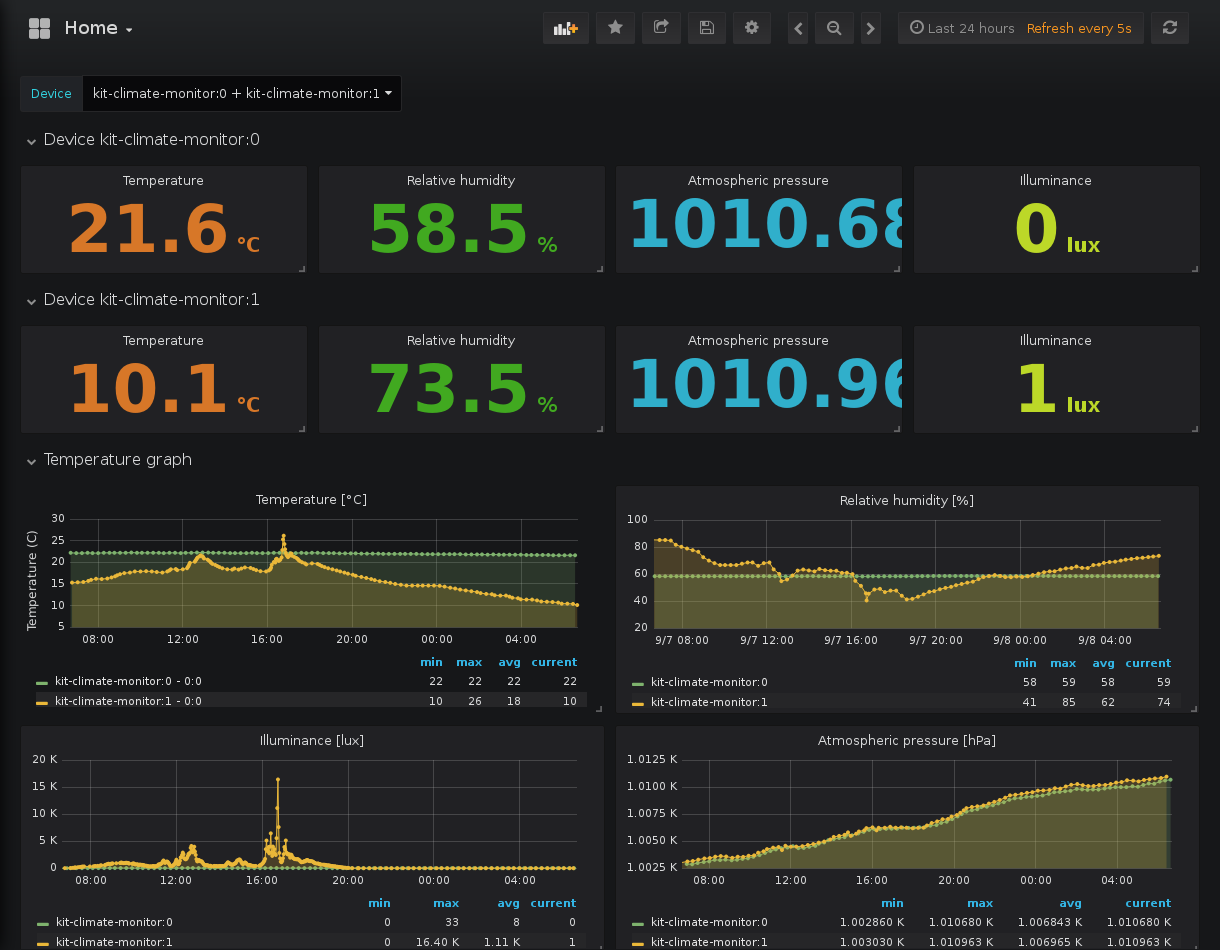 Home
Last 24 hours Refresh every 5s
Device kit-climate-monitor:0 + kit-climate-monitor:1
Device kit-climate-monitor:0
Temperature Relative humidity Atmospheric pressure Illuminance
21.6 °C 58.5 % 1010.68 0 lux
Device kit-climate-monitor:1
Temperature Relative humidity Atmospheric pressure Illuminance
10.1 °C 73.5 % 1010.96 1 lux
Temperature graph
Temperature [°C]
Temperature (C)
30
25
20
15
10
5
08:00 12:00 16:00 20:00 00:00 04:00
min max avg current
kit-climate-monitor:0 - 0:0 22 22 22 22
kit-climate-monitor:1 - 0:0 10 26 18 10
Relative humidity [%]
100
80
60
40
20
9/7 08:00 9/7 12:00 9/7 16:00 9/7 20:00 9/8 00:00 9/8 04:00
min max avg current
kit-climate-monitor:0 58 59 58 59
kit-climate-monitor:1 41 85 62 74
Illuminance [lux]
20 K
15 K
10 K
5 K
0
08:00 12:00 16:00 20:00 00:00 04:00
min max avg current
kit-climate-monitor:0 0 33 8 0
kit-climate-monitor:1 0 16.40 K 1.11 K 1
Atmospheric pressure [hPa]
1.0125 K
1.0100 K
1.0075 K
1.0050 K
1.0025 K
08:00 12:00 16:00 20:00 00:00 04:00
min max avg current
kit-climate-monitor:0 1.002860 K 1.010680 K 1.006843 K 1.010680 K
kit-climate-monitor:1 1.003030 K 1.010963 K 1.006965 K 1.010963 K